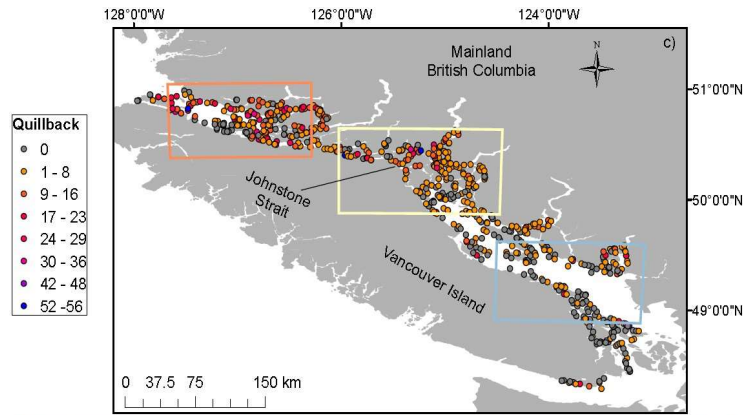 128°0'0"W 126°0'0"W 124°0'0"W
c)
Mainland
British Columbia
N
51°0'0"N
Quillback
0
1 - 8
9 - 16
17 - 23
24 - 29
30 - 36
42 - 48
52 -56
Johnstone
Strait
50°0'0"N
Vancouver Island
49°0'0"N
0 37.5 75 150 km